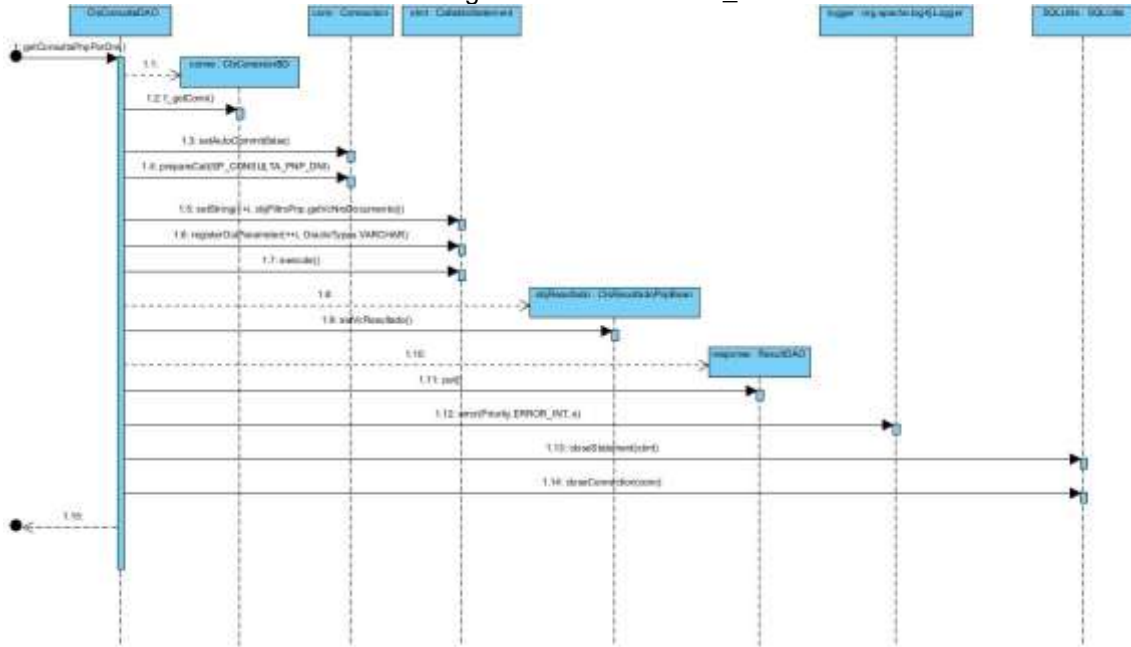 ClsConsultaDAO
conn : Connection
stmt : CallableStatement
logger : org.apache.log4j.Logger
SQLUtils : SQLUtils
1: getConsultaPnpPorDni()
1.1:
connx : ClsConexionBD
1.2: f_getConn()
1.3: setAutoCommit(false)
1.4: prepareCall(SP_CONSULTA_PNP_DNI)
1.5: setString(++i, objFiltroPnp.getVcNroDocumento())
1.6: registerOutParameter(++i, OracleTypes.VARCHAR)
1.7: execute()
1.8:
objResultado : ClsResultadoPnpBean
1.9: setVcResultado()
1.10:
response : ResultDAO
1.11: put()
1.12: error(Priority.ERROR_INT, e)
1.13: closeStatement(stmt)
1.14: closeConnection(conn)
1.15: